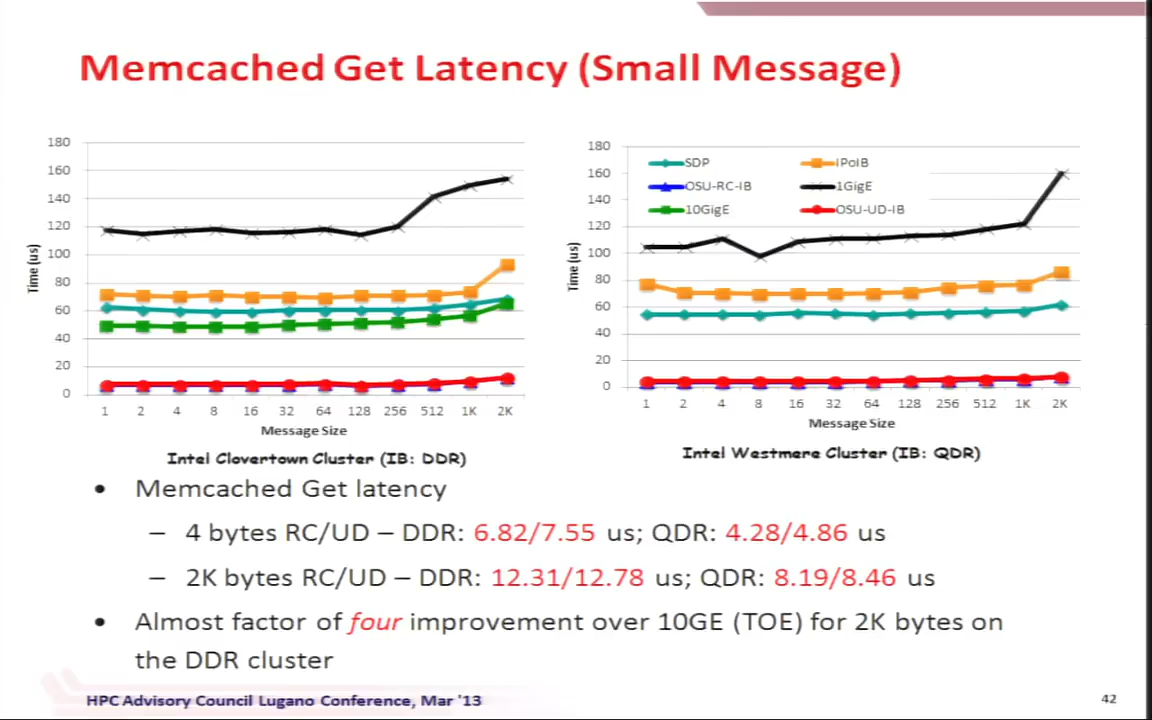 Memcached Get Latency (Small Message)
180
160
140
120
100
80
60
40
20
0
Time (us)
1 2 4 8 16 32 64 128 256 512 1K 2K
Message Size
Intel Clovertown Cluster (IB: DDR)
180
160
140
120
100
80
60
40
20
0
Time (us)
SDP IPoIB
OSU-RC-IB 1GigE
10GigE OSU-UD-IB
1 2 4 8 16 32 64 128 256 512 1K 2K
Message Size
Intel Westmere Cluster (IB: QDR)
• Memcached Get latency
– 4 bytes RC/UD – DDR: 6.82/7.55 us; QDR: 4.28/4.86 us
– 2K bytes RC/UD – DDR: 12.31/12.78 us; QDR: 8.19/8.46 us
• Almost factor of four improvement over 10GE (TOE) for 2K bytes on
the DDR cluster
HPC Advisory Council Lugano Conference, Mar '13
42